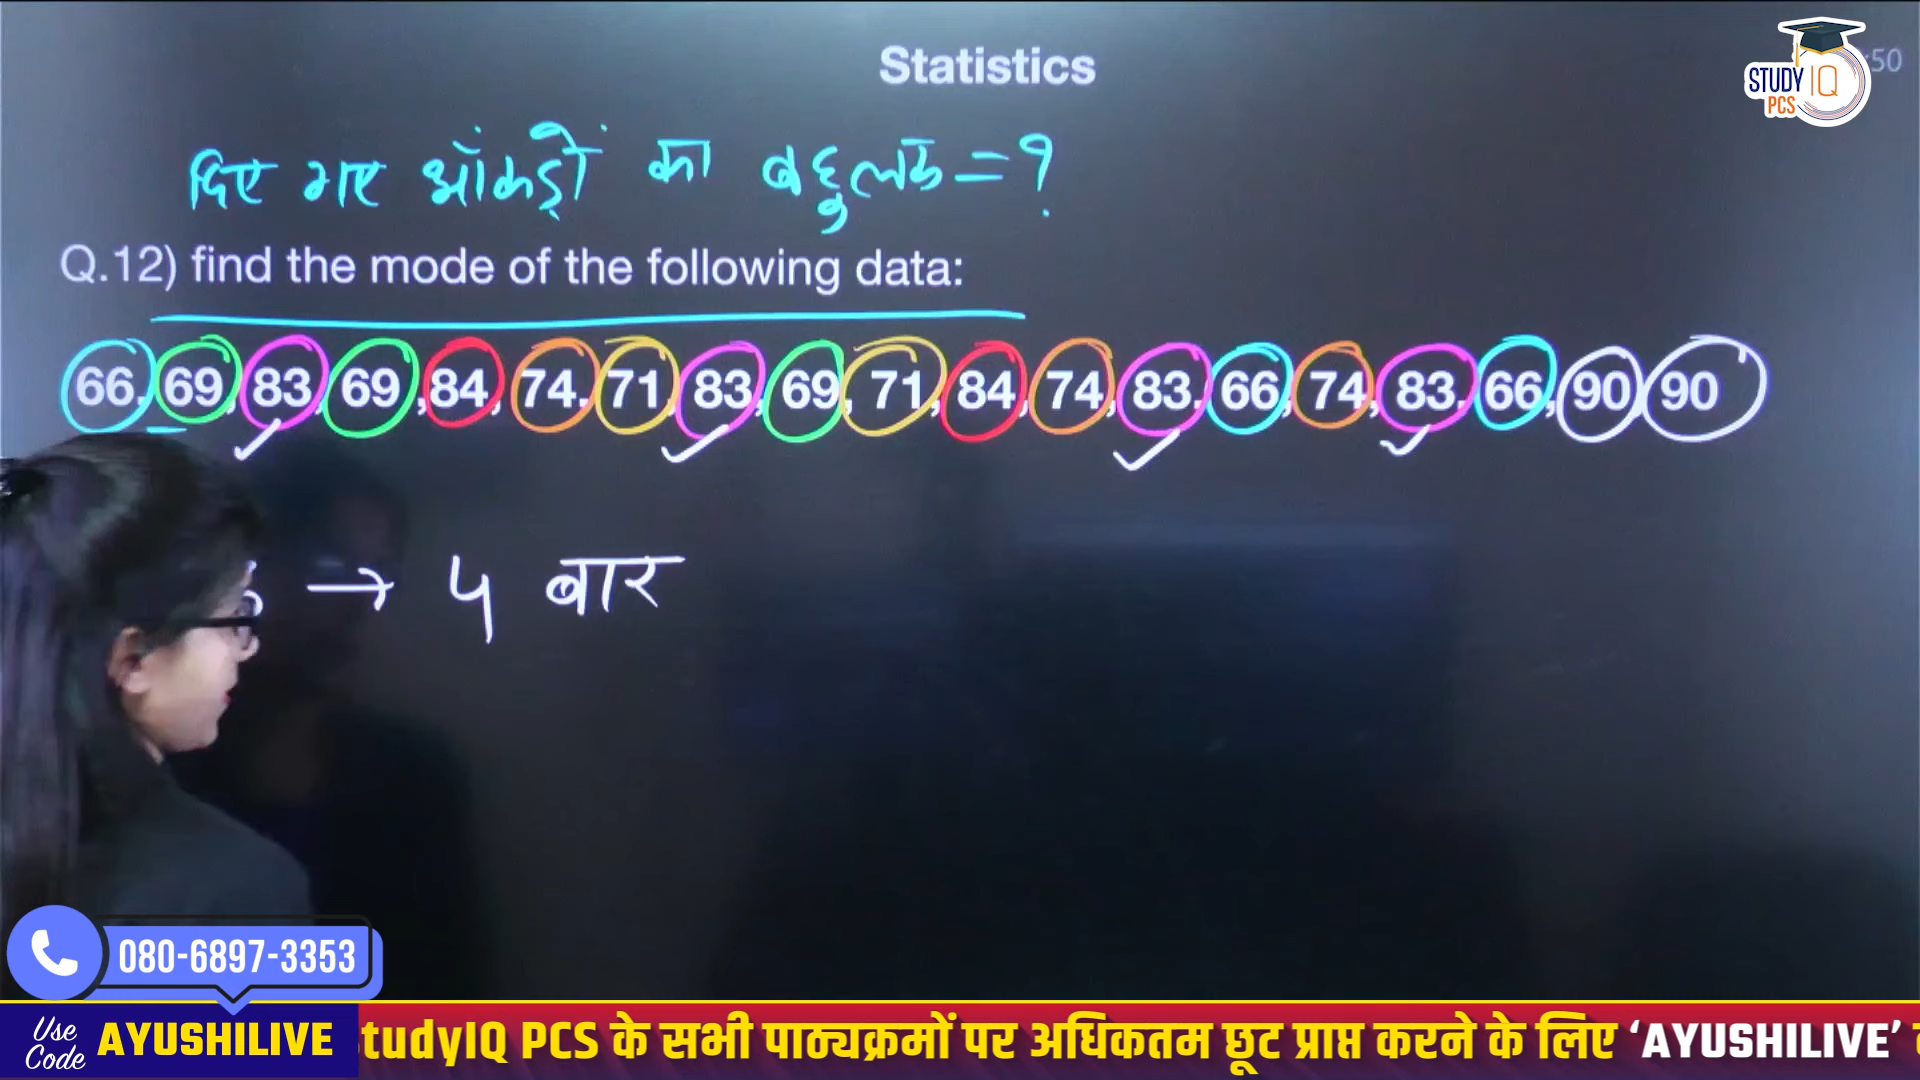 Statistics
50
STUDY IQ
PCS
दिए गए आंकड़ों का बहुलक = ?
Q.12) find the mode of the following data:
66, 69, 83, 69 ,84, 74, 71, 83, 69, 71, 84, 74, 83, 66, 74, 83, 66, 90 90
→ 4 बार
080-6897-3353
Use Code AYUSHILIVE
tudyIQ PCS के सभी पाठ्यक्रमों पर अधिकतम छूट प्राप्त करने के लिए ‘AYUSHILIVE’